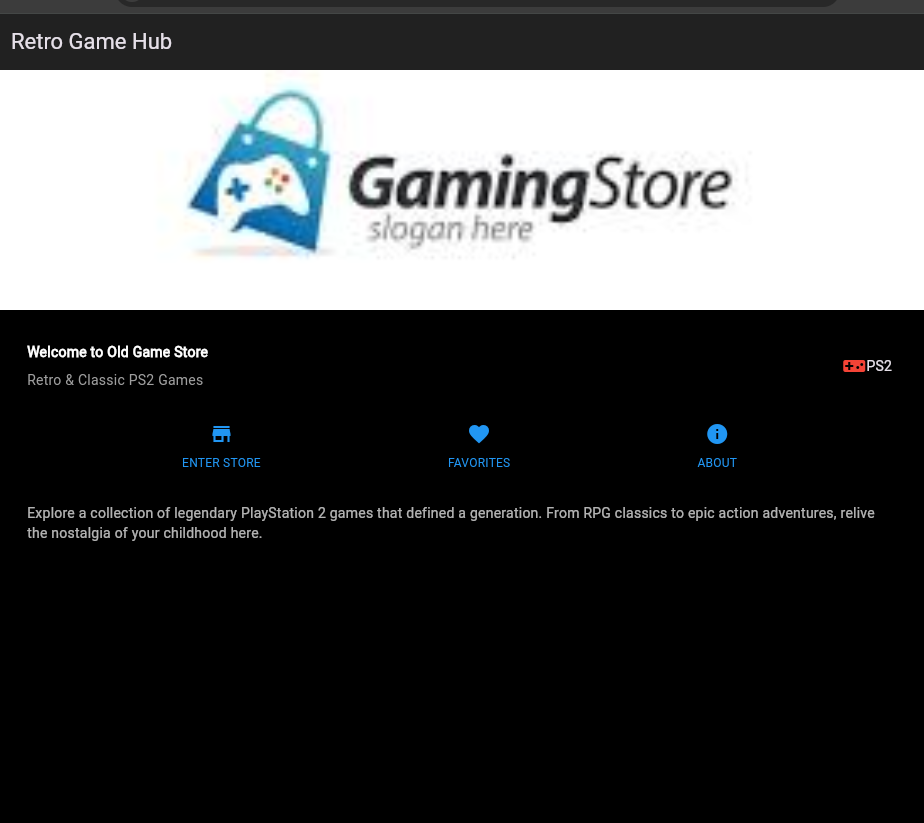 Retro Game Hub
GamingStore
slogan here
Welcome to Old Game Store
Retro & Classic PS2 Games
PS2
ENTER STORE
FAVORITES
ABOUT
Explore a collection of legendary PlayStation 2 games that defined a generation. From RPG classics to epic action adventures, relive
the nostalgia of your childhood here.